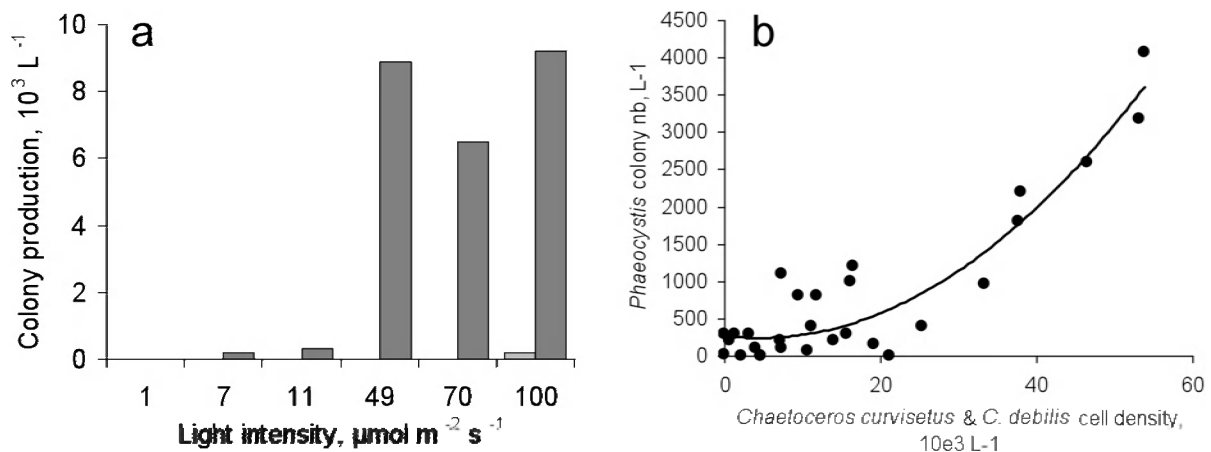 a
Colony production, 10³ L⁻¹
10
8
6
4
2
0
1 7 11 49 70 100
Light intensity, µmol m⁻² s⁻¹
b
Phaeocystis colony nb, L-1
4500
4000
3500
3000
2500
2000
1500
1000
500
0
0 20 40 60
Chaetoceros curvisetus & C. debilis cell density,
10e3 L-1